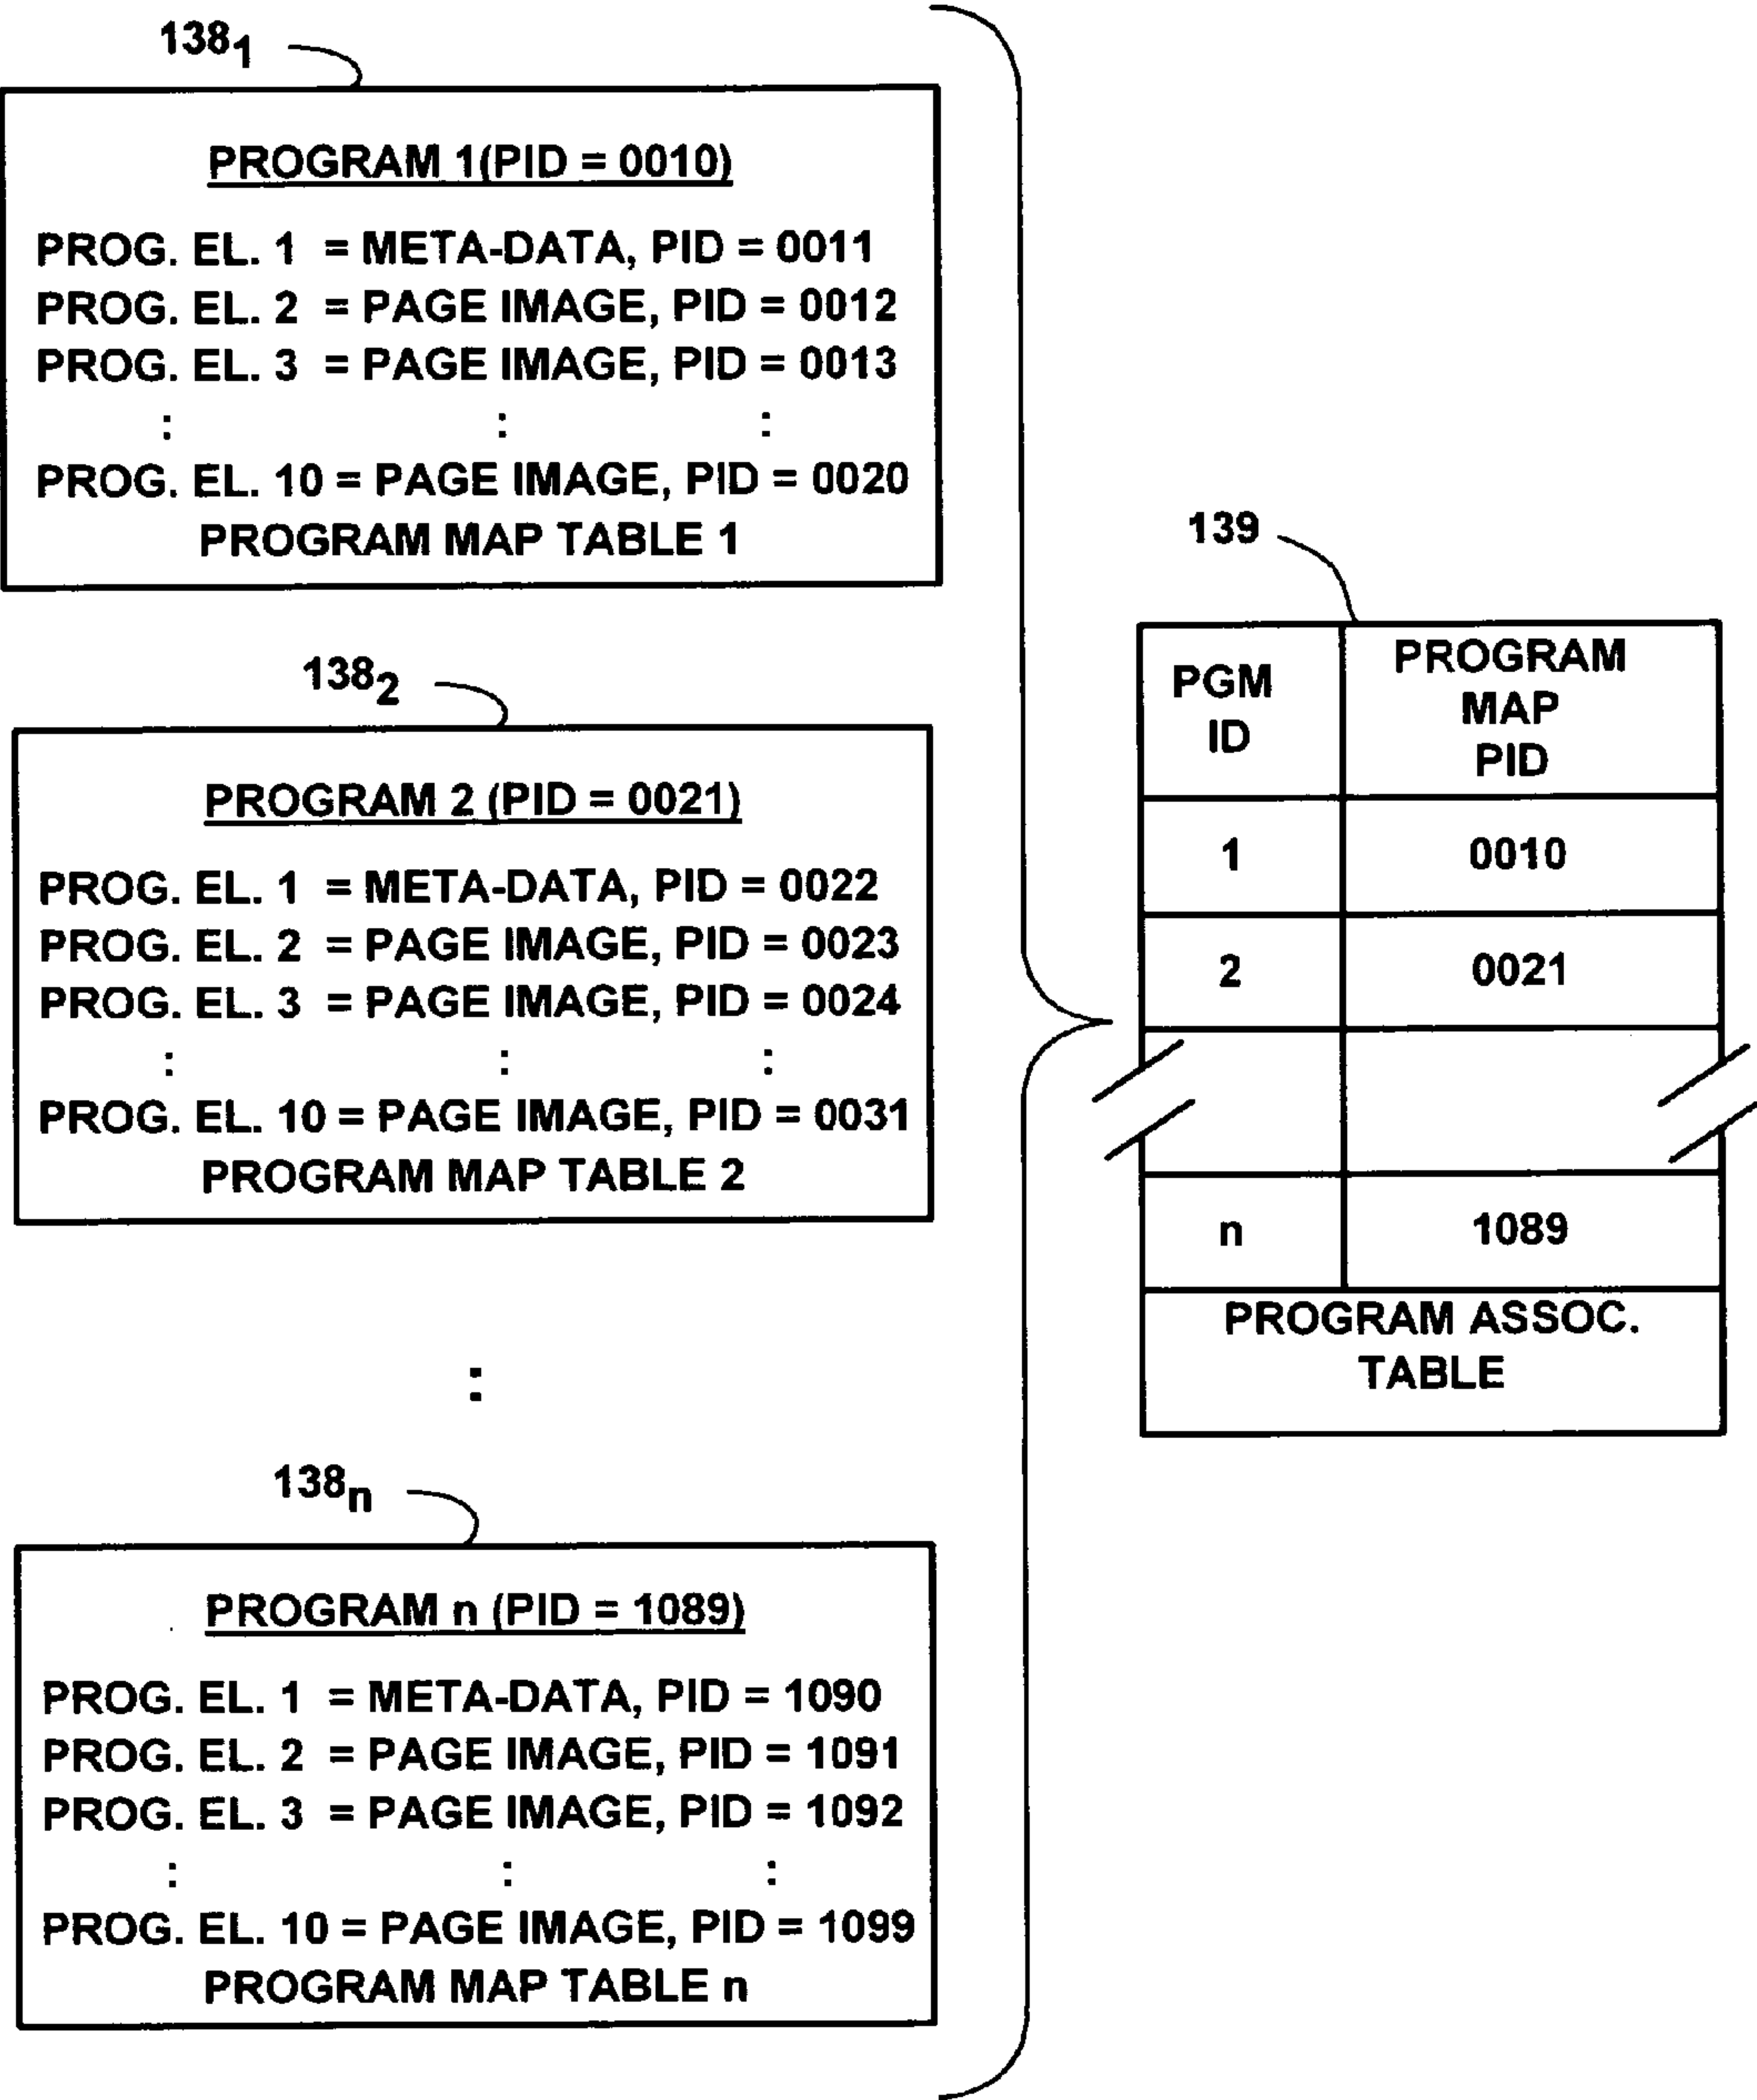 138₁
PROGRAM 1(PID = 0010)
PROG. EL. 1 = META-DATA, PID = 0011
PROG. EL. 2 = PAGE IMAGE, PID = 0012
PROG. EL. 3 = PAGE IMAGE, PID = 0013
: : :
PROG. EL. 10 = PAGE IMAGE, PID = 0020
PROGRAM MAP TABLE 1
138₂
PROGRAM 2 (PID = 0021)
PROG. EL. 1 = META-DATA, PID = 0022
PROG. EL. 2 = PAGE IMAGE, PID = 0023
PROG. EL. 3 = PAGE IMAGE, PID = 0024
: : :
PROG. EL. 10 = PAGE IMAGE, PID = 0031
PROGRAM MAP TABLE 2
:
138ₙ
PROGRAM n (PID = 1089)
PROG. EL. 1 = META-DATA, PID = 1090
PROG. EL. 2 = PAGE IMAGE, PID = 1091
PROG. EL. 3 = PAGE IMAGE, PID = 1092
: : :
PROG. EL. 10 = PAGE IMAGE, PID = 1099
PROGRAM MAP TABLE n
139
PGM
ID
PROGRAM
MAP
PID
1 0010
2 0021
n 1089
PROGRAM ASSOC.
TABLE